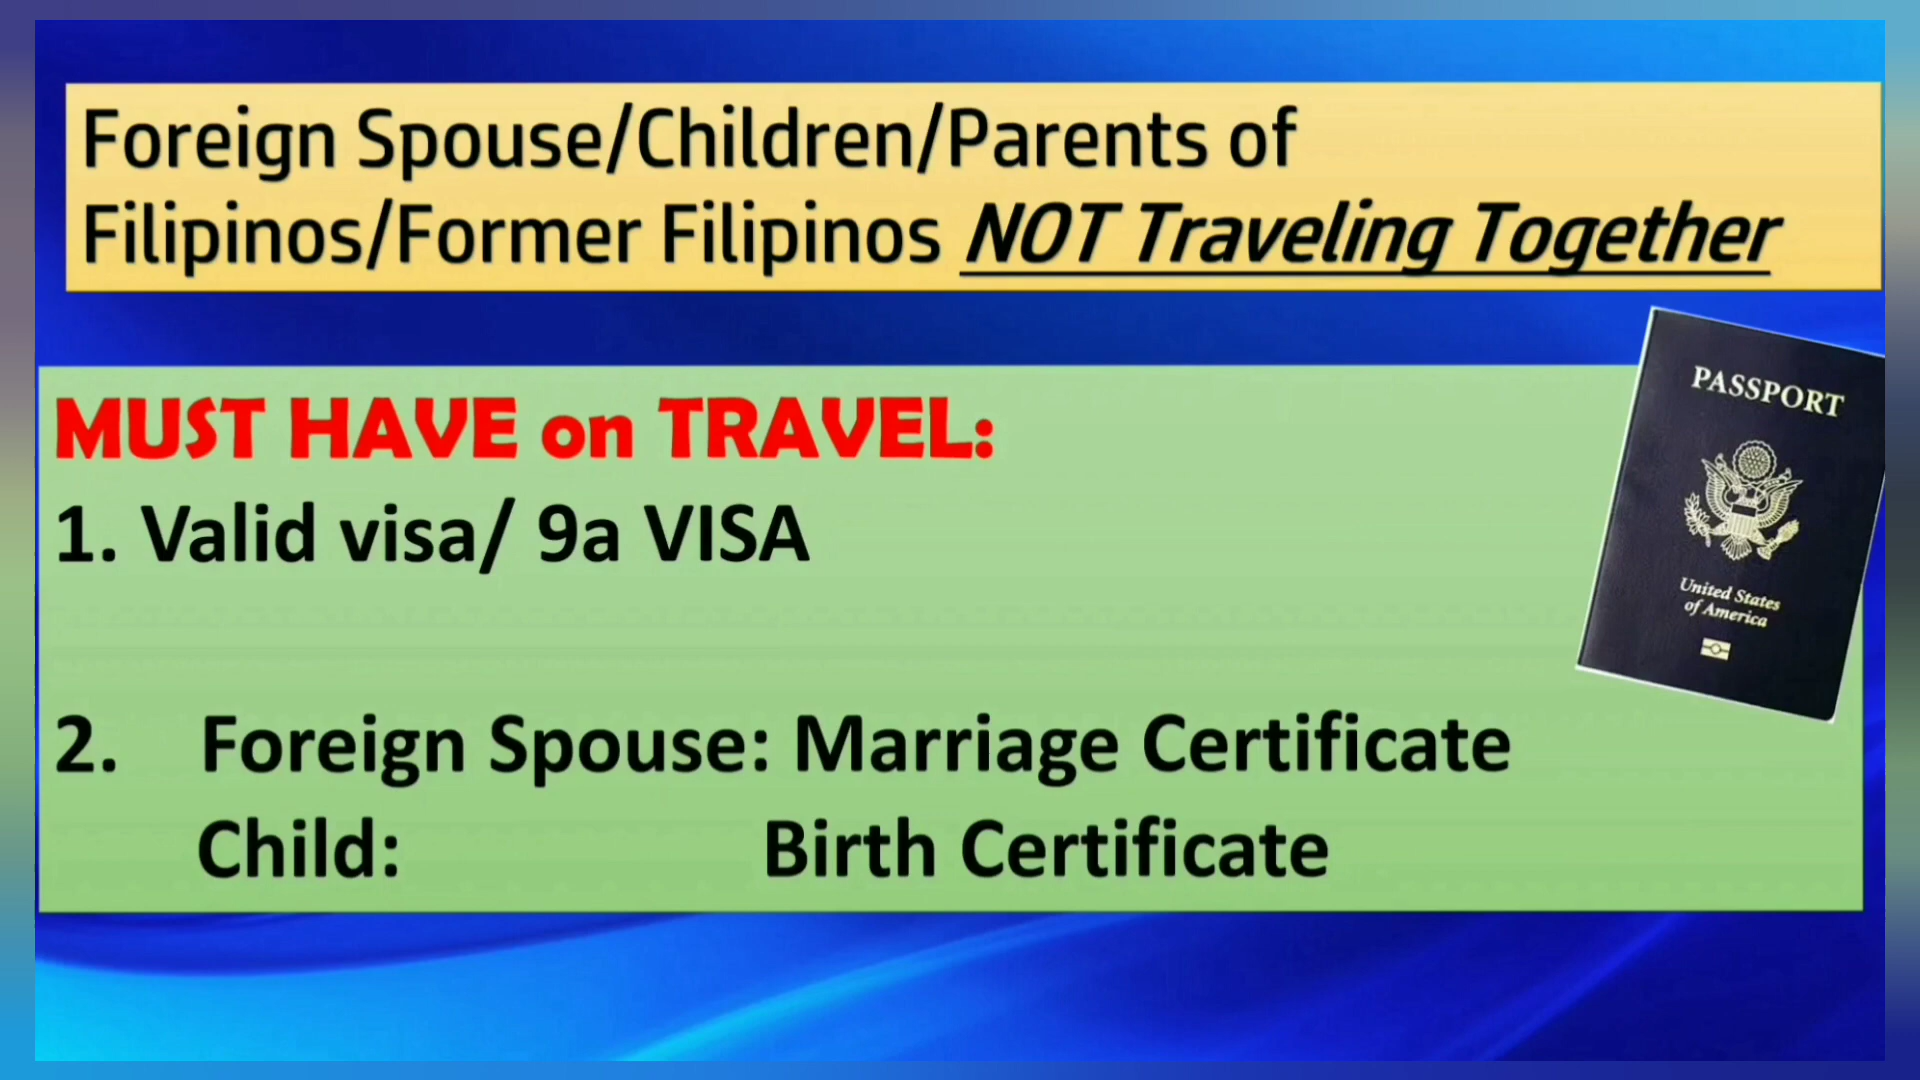 Foreign Spouse/Children/Parents of
Filipinos/Former Filipinos NOT Traveling Together
MUST HAVE on TRAVEL:
1. Valid visa/ 9a VISA
2. Foreign Spouse: Marriage Certificate
Child: Birth Certificate
PASSPORT
United States
of America